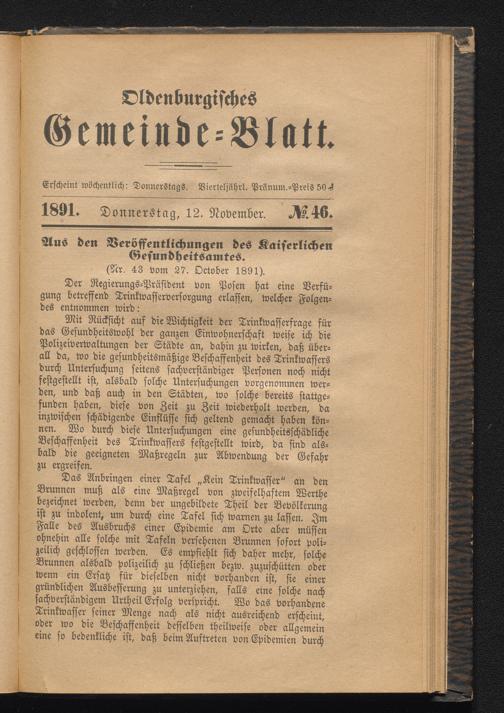 Oldenburgisches
Gemeinde-Blatt.
Erscheint wöchentlich: Donnerstags. Vierteljährl. Pränum.-Preis 50 ₰
1891. Donnerstag, 12. November. №. 46.
Aus den Veröffentlichungen des Kaiserlichen
Gesundheitsamtes.
(Nr. 43 vom 27. October 1891).
Der Regierungs-Präsident von Posen hat eine Verfü-
gung betreffend Trinkwasserversorgung erlassen, welcher Folgen-
des entnommen wird:
Mit Rücksicht auf die Wichtigkeit der Trinkwasserfrage für
das Gesundheitswohl der ganzen Einwohnerschaft weise ich die
Polizeiverwaltungen der Städte an, dahin zu wirken, daß über-
all da, wo die gesundheitsmäßige Beschaffenheit des Trinkwassers
durch Untersuchung seitens sachverständiger Personen noch nicht
festgestellt ist, alsbald solche Untersuchungen vorgenommen wer-
den, und daß auch in den Städten, wo solche bereits stattge-
funden haben, diese von Zeit zu Zeit wiederholt werden, da
inzwischen schädigende Einflüsse sich geltend gemacht haben kön-
nen. Wo durch diese Untersuchungen eine gesundheitsschädliche
Beschaffenheit des Trinkwassers festgestellt wird, da sind als-
bald die geeigneten Maßregeln zur Abwendung der Gefahr
zu ergreifen.
Das Anbringen einer Tafel „Kein Trinkwasser“ an den
Brunnen muß als eine Maßregel von zweifelhaftem Werthe
bezeichnet werden, denn der ungebildete Theil der Bevölkerung
ist zu indolent, um durch eine Tafel sich warnen zu lassen. Im
Falle des Ausbruchs einer Epidemie am Orte aber müssen
ohnehin alle solche mit Tafeln versehenen Brunnen sofort poli-
zeilich geschlossen werden. Es empfiehlt sich daher mehr, solche
Brunnen alsbald polizeilich zu schließen bezw. zuzuschütten oder
wenn ein Ersatz für dieselben nicht vorhanden ist, sie einer
gründlichen Ausbesserung zu unterziehen, falls eine solche nach
sachverständigem Urtheil Erfolg verspricht. Wo das vorhandene
Trinkwasser seiner Menge nach als nicht ausreichend erscheint,
oder wo die Beschaffenheit desselben theilweise oder allgemein
eine so bedenkliche ist, daß beim Auftreten von Epidemien durch